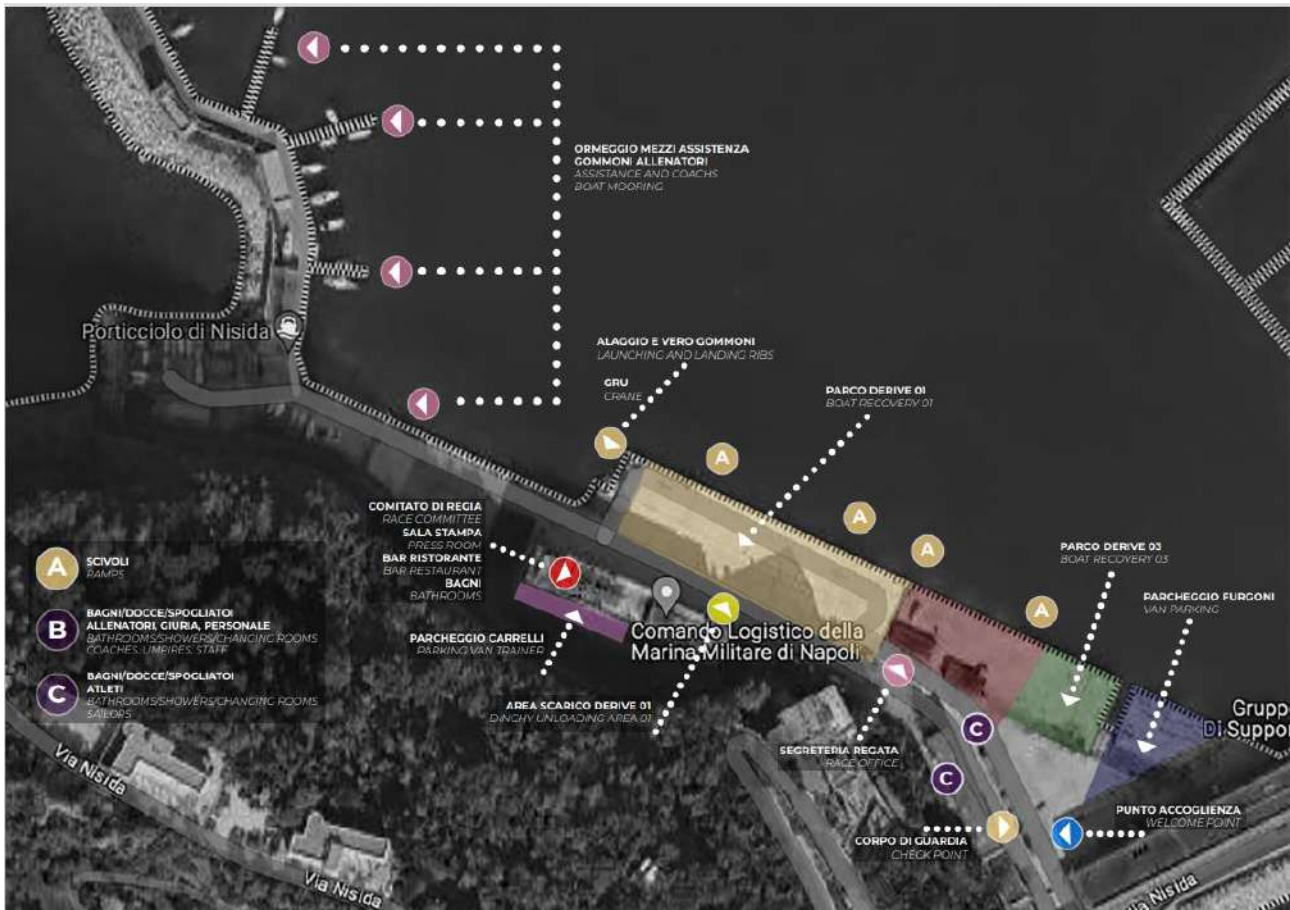 ORMEGGIO MEZZI ASSISTENZA
GOMMONI ALLENATORI
ASSISTANCE AND COACHS
BOAT MOORING
Porticciolo di Nisida
ALAGGIO E VERO GOMMONI
LAUNCHING AND LANDING RIBS
GRU
CRANE
PARCO DERIVE 01
BOAT RECOVERY 01
A
A
A
A
COMITATO DI REGIA
RACE COMMITTEE
SALA STAMPA
PRESS ROOM
BAR RISTORANTE
BAR RESTAURANT
BAGNI
BATHROOMS
PARCO DERIVE 03
BOAT RECOVERY 03
PARCHEGGIO FURGONI
VAN PARKING
A
SCIVOLI
RAMPS
B
BAGNI/DOCCE/SPOGLIATOI
ALLENATORI, GIURIA, PERSONALE
BATHROOMS/SHOWERS/CHANGING ROOMS
COACHES, UMPIRES, STAFF
C
BAGNI/DOCCE/SPOGLIATOI
ATLETI
BATHROOMS/SHOWERS/CHANGING ROOMS
SAILORS
PARCHEGGIO CARRELLI
PARKING VAN TRAINER
Comando Logistico della
Marina Militare di Napoli
AREA SCARICO DERIVE 01
DINGHY UNLOADING AREA 01
SEGRETERIA REGATA
RACE OFFICE
C
C
Gruppo
Di Suppor
CORPO DI GUARDIA
CHECK POINT
PUNTO ACCOGLIENZA
WELCOME POINT
Via Nisida
Via Nisida
Via Nisida